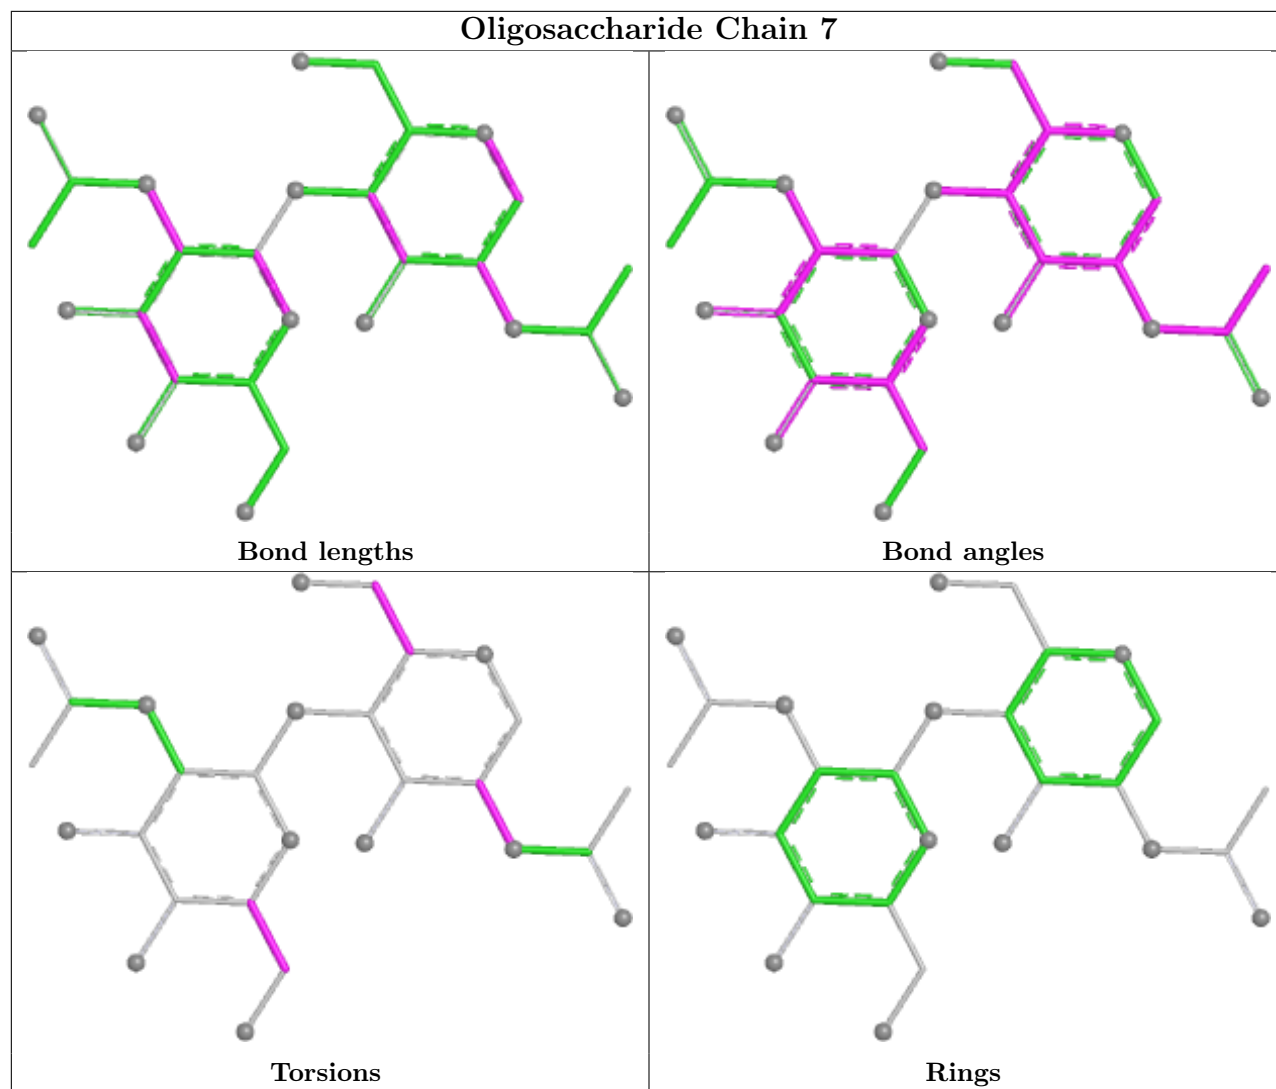 Oligosaccharide Chain 7
Bond lengths
Bond angles
Torsions
Rings